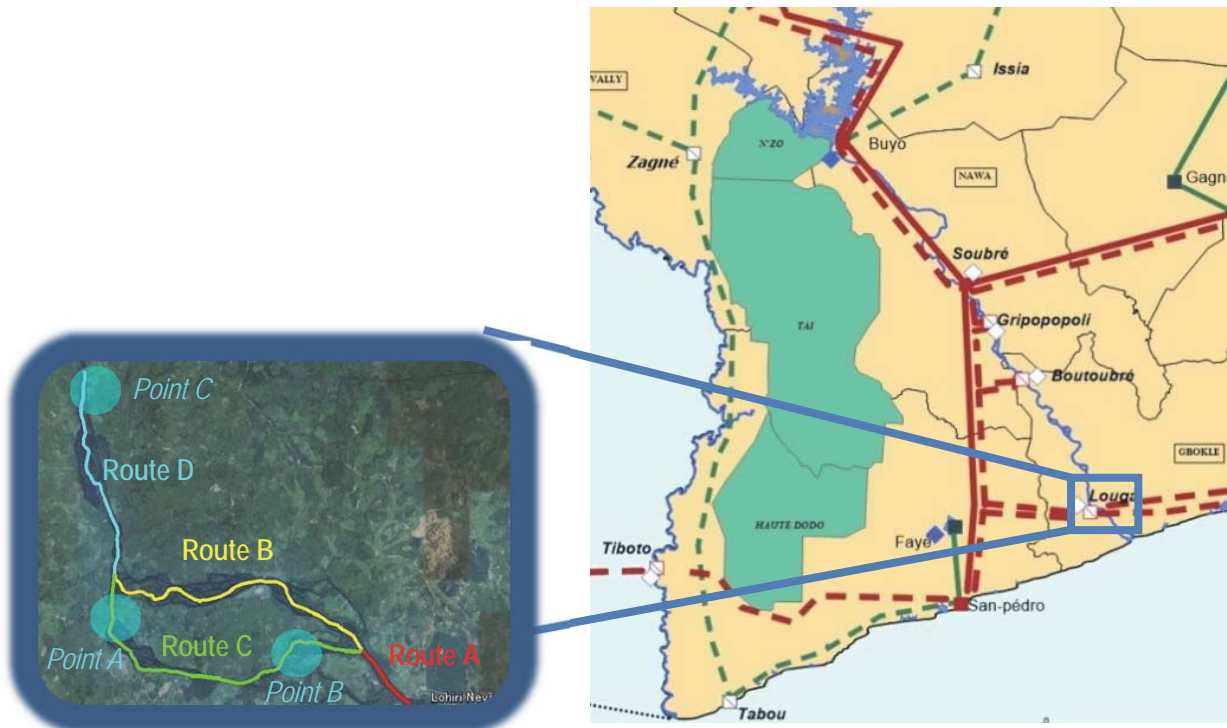 Point C
Route D
Route B
Route C
Point A
Point B
Route A
VALLY
Issia
N'ZO
Buyo
Zagné
NAWA
Gagn
Soubré
TAI
Gripopopoli
Boutoubré
GBOKLE
Louga
HAUTE DODO
Faye
Tiboto
San-pédro
Tabou